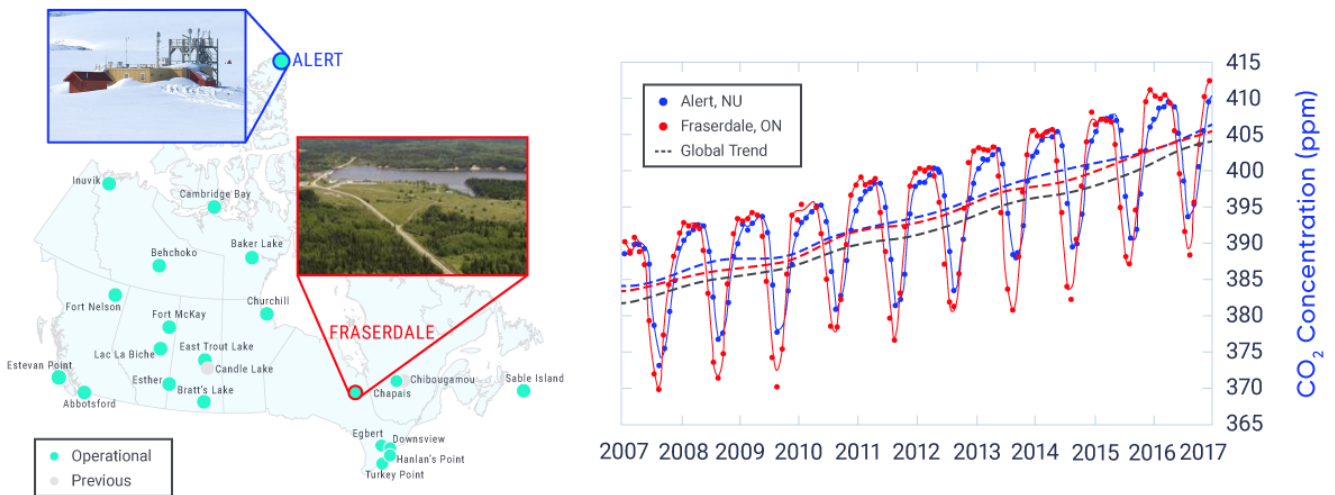 ALERT
Inuvik
Cambridge Bay
Baker Lake
Behchoko
Fort Nelson
Churchill
Fort McKay
FRASERDALE
East Trout Lake
Lac La Biche
Candle Lake
Estevan Point
Esther
Bratt's Lake
Chibougamou
Sable Island
Chapais
Abbotsford
Egbert
Downsview
Hanlan's Point
Turkey Point
Operational
Previous
Alert, NU
Fraserdale, ON
Global Trend
415
410
405
400
395
390
385
380
375
370
365
CO₂ Concentration (ppm)
2007 2008 2009 2010 2011 2012 2013 2014 2015 2016 2017